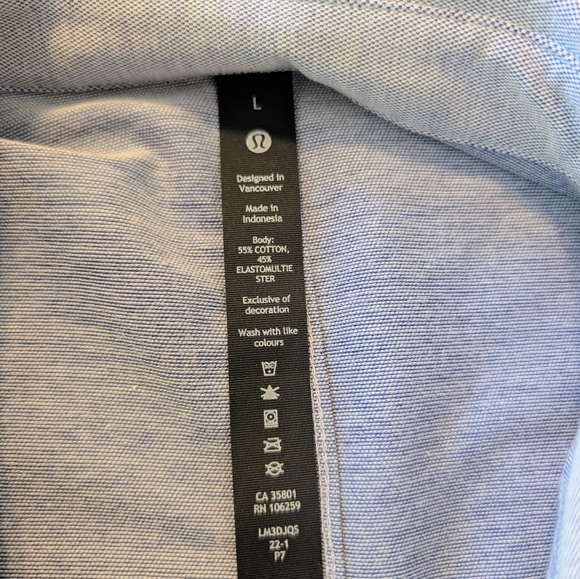 L
Designed in
Vancouver
Made in
Indonesia
Body:
55% COTTON,
45%
ELASTOMULTIE
STER
Exclusive of
decoration
Wash with like
colours
CA 35801
RN 106259
LM3DJQS
22-1
P7